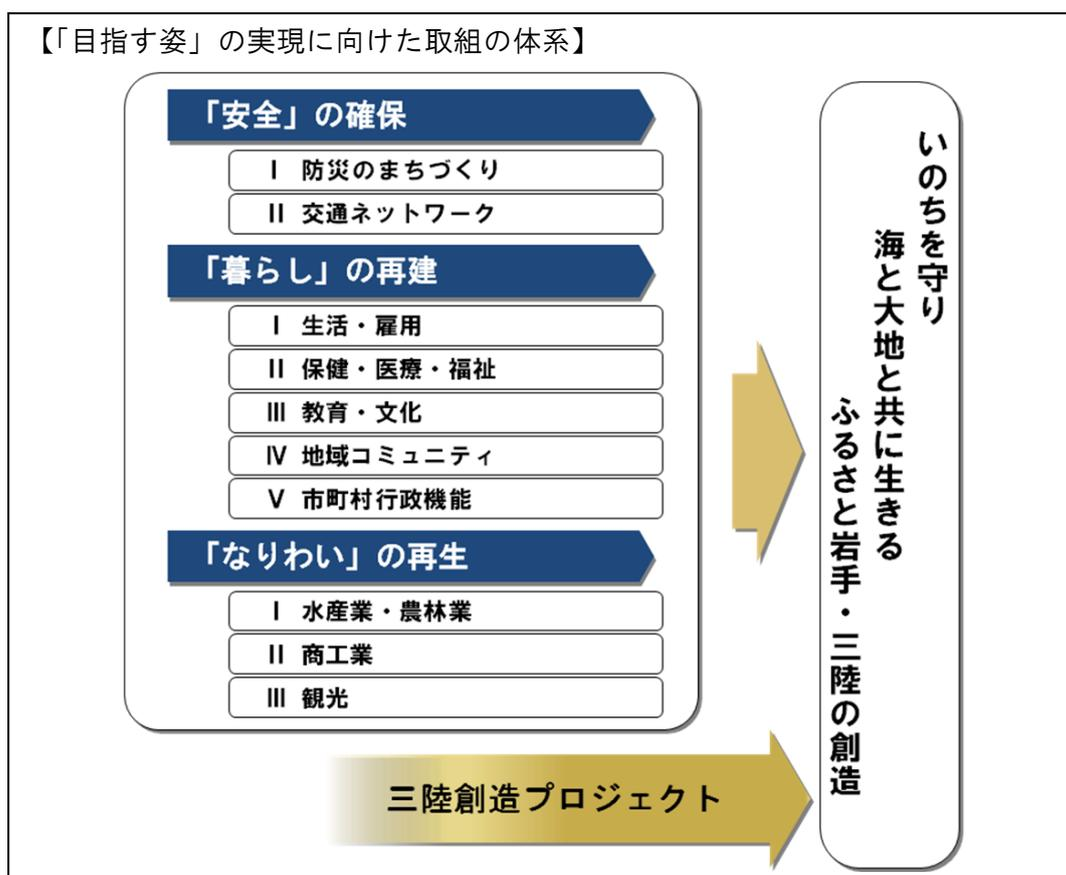 【「目指す姿」の実現に向けた取組の体系】
「安全」の確保
Ⅰ 防災のまちづくり
Ⅱ 交通ネットワーク
「暮らし」の再建
Ⅰ 生活・雇用
Ⅱ 保健・医療・福祉
Ⅲ 教育・文化
Ⅳ 地域コミュニティ
Ⅴ 市町村行政機能
「なりわい」の再生
Ⅰ 水産業・農林業
Ⅱ 商工業
Ⅲ 観光
三陸創造プロジェクト
いのちを守り
海と大地と共に生きる
ふるさと岩手・三陸の創造